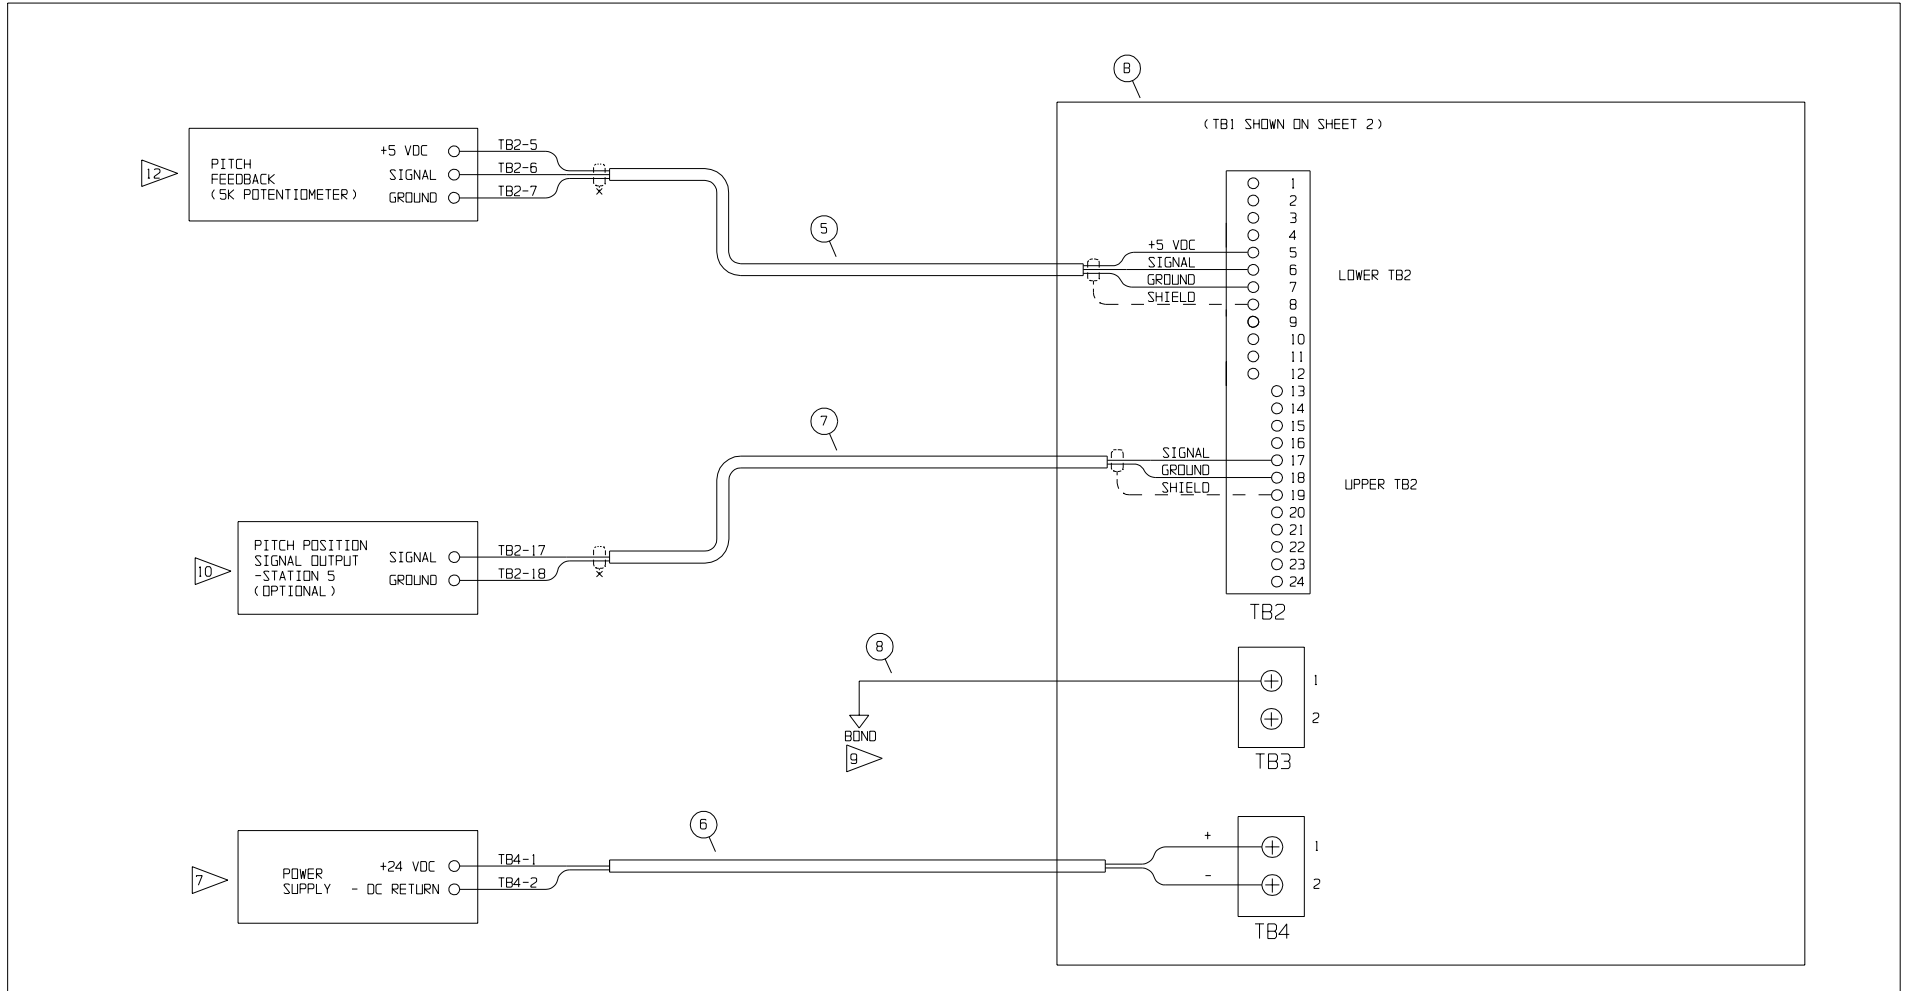 B
(TB1 SHOWN ON SHEET 2)
12
PITCH
FEEDBACK
(5K POTENTIOMETER)
+5 VDC
SIGNAL
GROUND
TB2-5
TB2-6
TB2-7
x
5
+5 VDC
SIGNAL
GROUND
SHIELD
1
2
3
4
5
6
7
8
9
10
11
12
13
14
15
16
17
18
19
20
21
22
23
24
LOWER TB2
UPPER TB2
TB2
7
SIGNAL
GROUND
SHIELD
10
PITCH POSITION
SIGNAL OUTPUT
-STATION 5
(OPTIONAL)
SIGNAL
GROUND
TB2-17
TB2-18
x
8
BOND
9
1
2
TB3
7
POWER
SUPPLY
+24 VDC
- DC RETURN
TB4-1
TB4-2
6
+
-
1
2
TB4